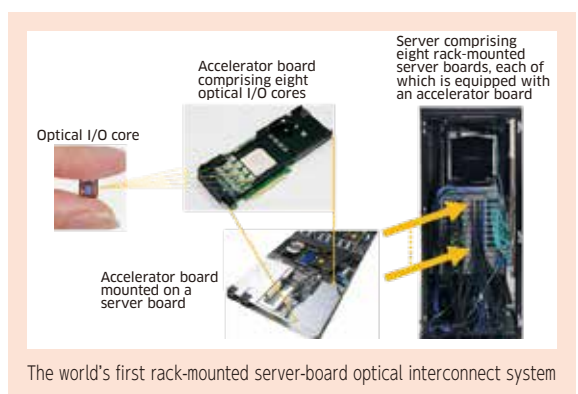 Optical I/O core
Accelerator board
comprising eight
optical I/O cores
Server comprising
eight rack-mounted
server boards, each of
which is equipped with
an accelerator board
Accelerator board
mounted on a
server board
The world's first rack-mounted server-board optical interconnect system